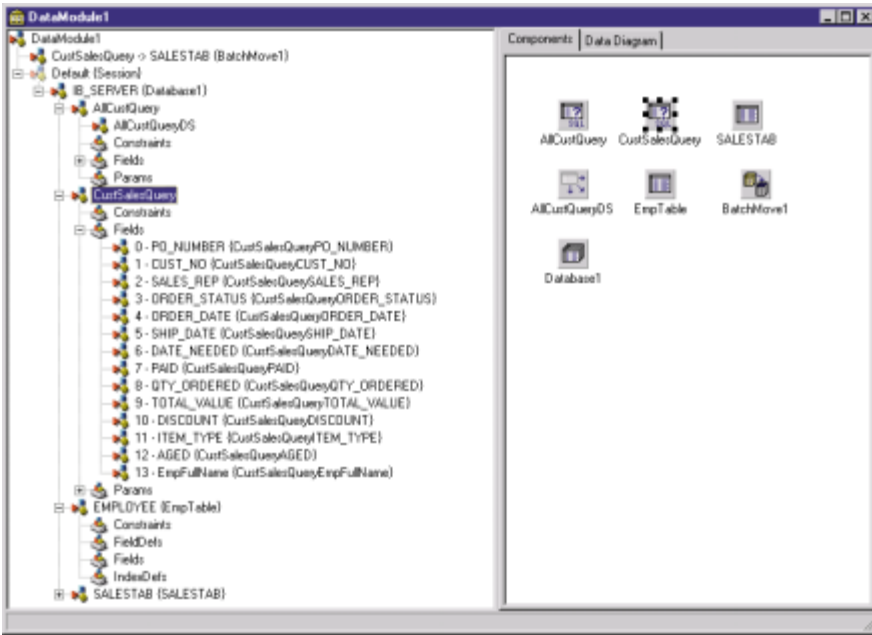 DataModule1
DataModule1
CustSalesQuery -> SALESTAB {BatchMove1}
Default {Session}
IB_SERVER {Database1}
AllCustQuery
AllCustQueryDS
Constraints
Fields
Params
CustSalesQuery
Constraints
Fields
0 - PO_NUMBER {CustSalesQueryPO_NUMBER}
1 - CUST_NO {CustSalesQueryCUST_NO}
2 - SALES_REP {CustSalesQuerySALES_REP}
3 - ORDER_STATUS {CustSalesQueryORDER_STATUS}
4 - ORDER_DATE {CustSalesQueryORDER_DATE}
5 - SHIP_DATE {CustSalesQuerySHIP_DATE}
6 - DATE_NEEDED {CustSalesQueryDATE_NEEDED}
7 - PAID {CustSalesQueryPAID}
8 - QTY_ORDERED {CustSalesQueryQTY_ORDERED}
9 - TOTAL_VALUE {CustSalesQueryTOTAL_VALUE}
10 - DISCOUNT {CustSalesQueryDISCOUNT}
11 - ITEM_TYPE {CustSalesQueryITEM_TYPE}
12 - AGED {CustSalesQueryAGED}
13 - EmpFullName {CustSalesQueryEmpFullName}
Params
EMPLOYEE {EmpTable}
Constraints
FieldDefs
Fields
IndexDefs
SALESTAB {SALESTAB}
Components Data Diagram
SQL SQL
AllCustQuery CustSalesQuery SALESTAB
AllCustQueryDS EmpTable BatchMove1
Database1